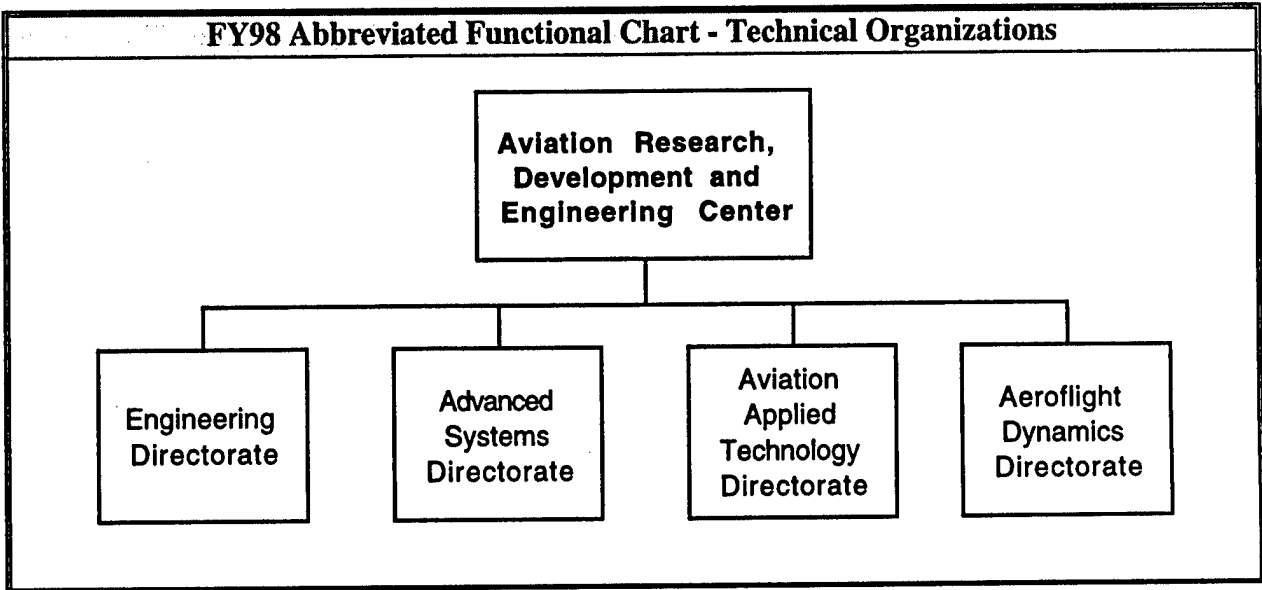 FY98 Abbreviated Functional Chart - Technical Organizations
Aviation Research,
Development and
Engineering Center
Engineering
Directorate
Advanced
Systems
Directorate
Aviation
Applied
Technology
Directorate
Aeroflight
Dynamics
Directorate